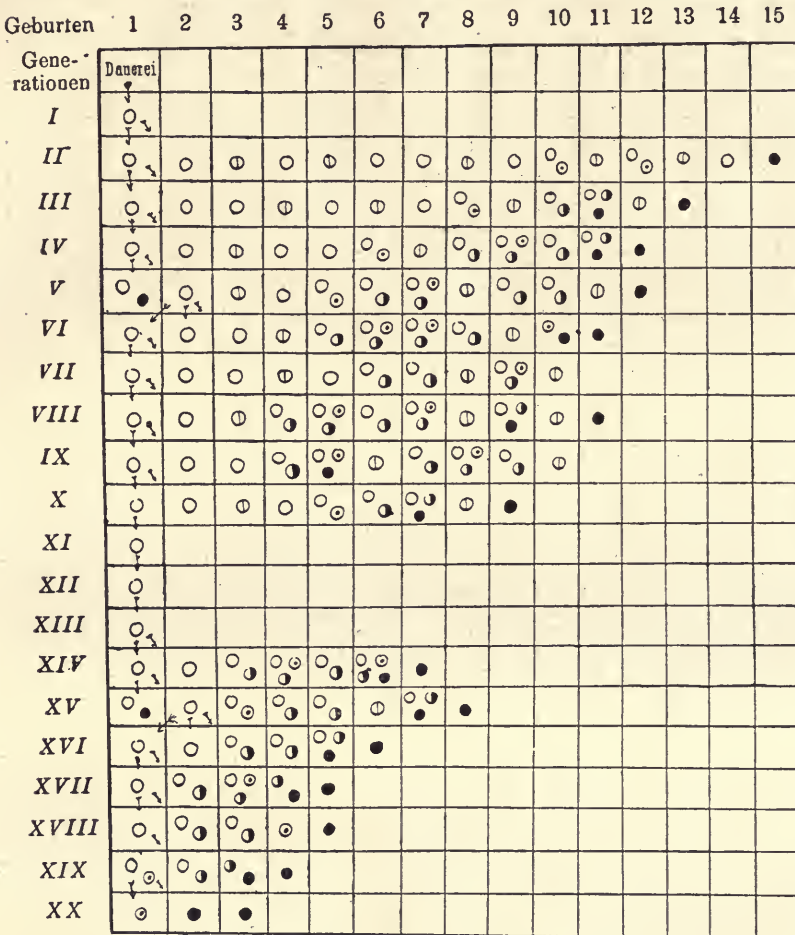 Geburten 1 2 3 4 5 6 7 8 9 10 11 12 13 14 15
Gene-
rationen
Dauerei
I
II
III
IV
V
VI
VII
VIII
IX
X
XI
XII
XIII
XIV
XV
XVI
XVII
XVIII
XIX
XX